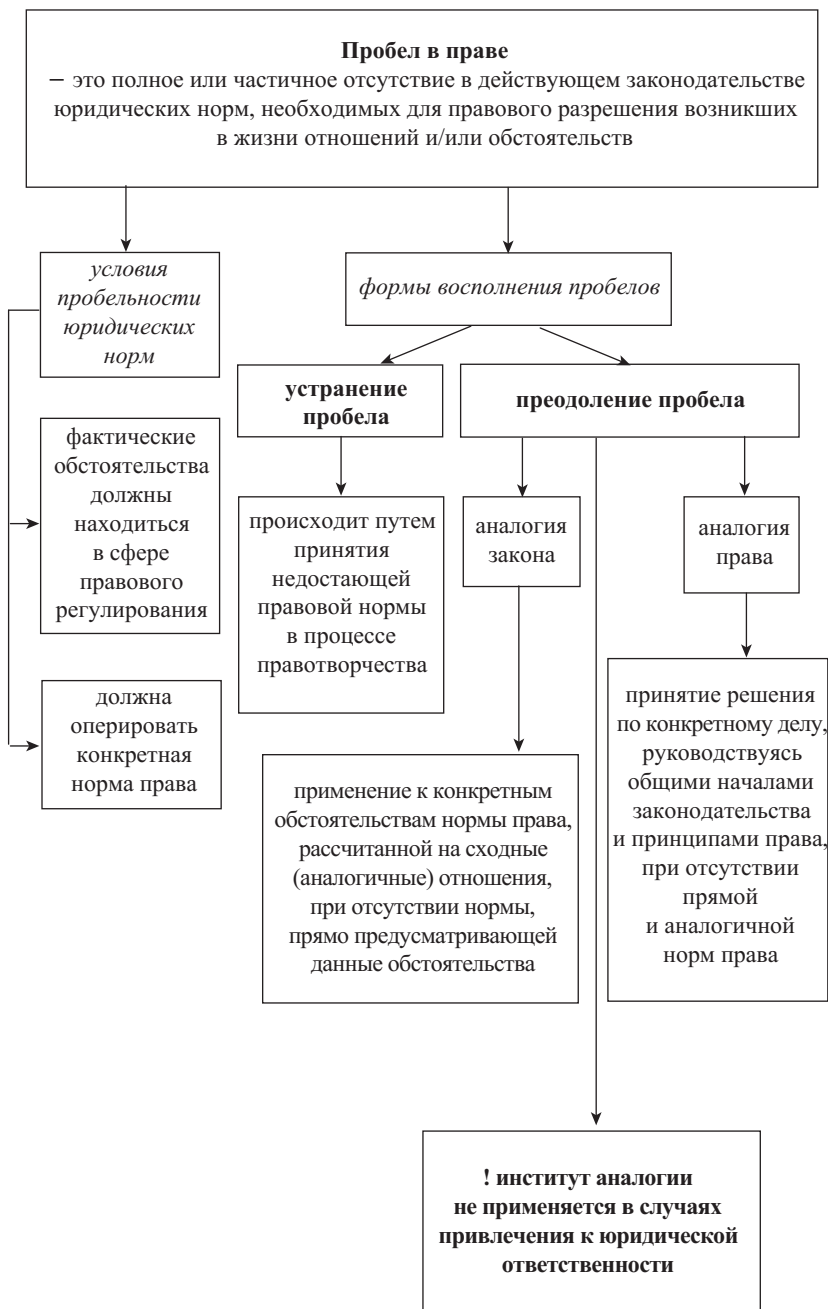 Пробел в праве
– это полное или частичное отсутствие в действующем законодательстве
юридических норм, необходимых для правового разрешения возникших
в жизни отношений и/или обстоятельств
условия
пробельности
юридических
норм
формы восполнения пробелов
устранение
пробела
преодоление пробела
фактические
обстоятельства
должны
находиться
в сфере
правового
регулирования
происходит путем
принятия
недостающей
правовой нормы
в процессе
правотворчества
аналогия
закона
аналогия
права
должна
оперировать
конкретная
норма права
применение к конкретным
обстоятельствам нормы права,
рассчитанной на сходные
(аналогичные) отношения,
при отсутствии нормы,
прямо предусматривающей
данные обстоятельства
принятие решения
по конкретному делу,
руководствуясь
общими началами
законодательства
и принципами права,
при отсутствии
прямой
и аналогичной
норм права
! институт аналогии
не применяется в случаях
привлечения к юридической
ответственности